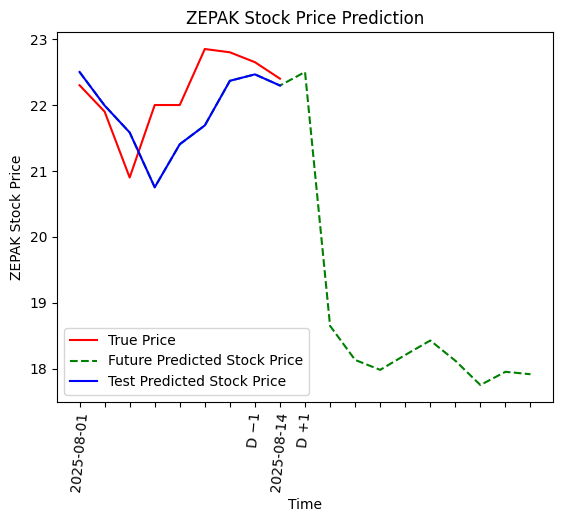 ZEPAK Stock Price Prediction
ZEPAK Stock Price
23
22
21
20
19
18
True Price
Future Predicted Stock Price
Test Predicted Stock Price
2025-08-01
D −1
2025-08-14
D +1
Time